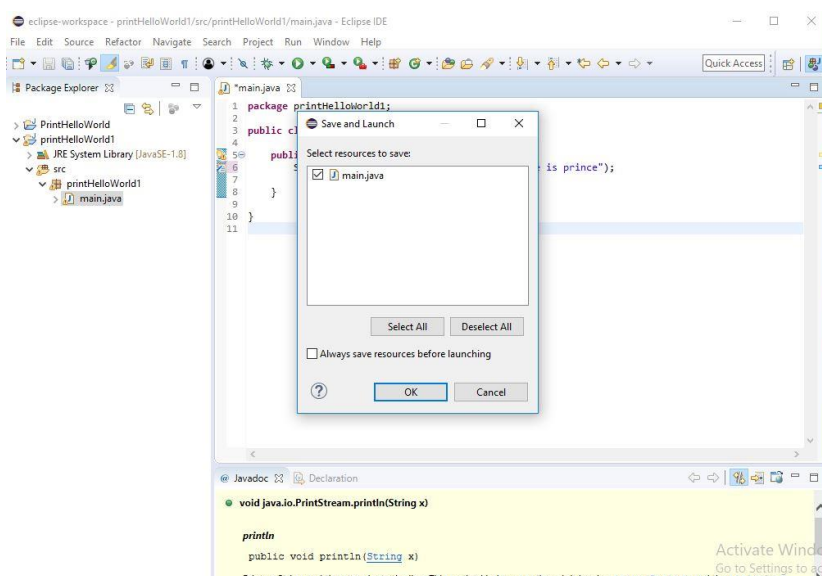 eclipse-workspace - printHelloWorld1/src/printHelloWorld1/main.java - Eclipse IDE
File Edit Source Refactor Navigate Search Project Run Window Help
Quick Access
Package Explorer
*main.java
PrintHelloWorld
printHelloWorld1
JRE System Library [JavaSE-1.8]
src
printHelloWorld1
main.java
1 package printHelloWorld1;
2
3 public cl
4
5 publi
6 S is prince");
7
8 }
9
10 }
11
Save and Launch
Select resources to save:
main.java
Select All Deselect All
Always save resources before launching
OK Cancel
@ Javadoc Declaration
void java.io.PrintStream.println(String x)
println
public void println(String x)
Activate Windo
Go to Settings to ac